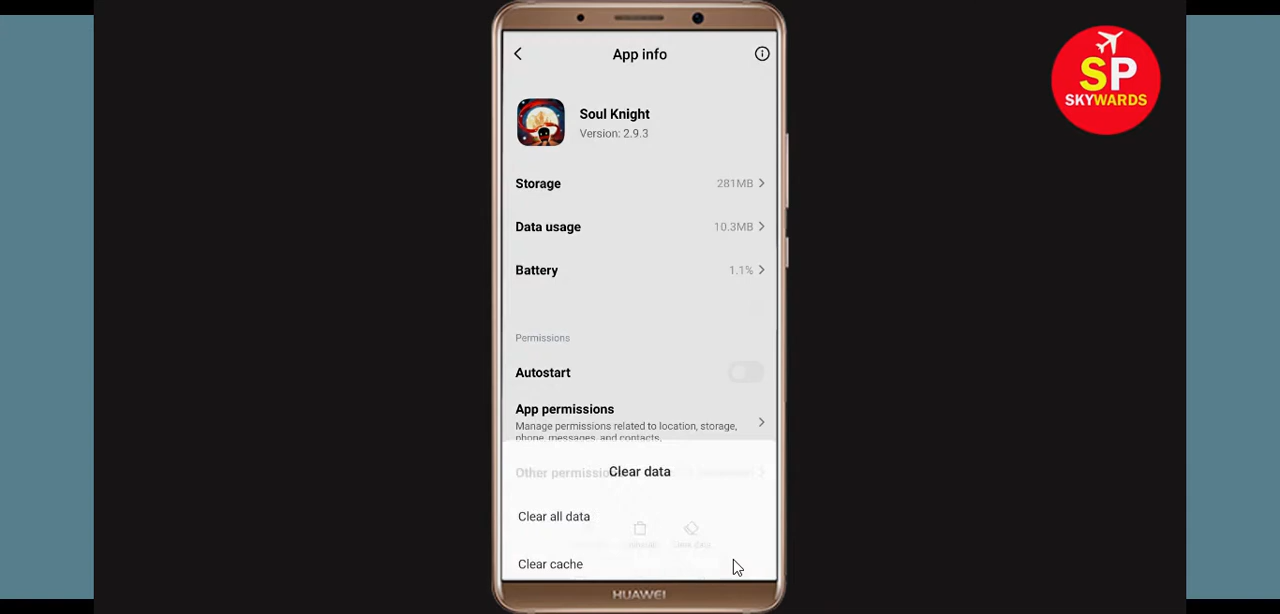 App info
SP
SKYWARDS
Soul Knight
Version: 2.9.3
Storage 281MB
Data usage 10.3MB
Battery 1.1%
Permissions
Autostart
App permissions
Manage permissions related to location, storage,
phone, messages, and contacts.
Other permissions
Clear data
Clear all data
Clear cache
HUAWEI